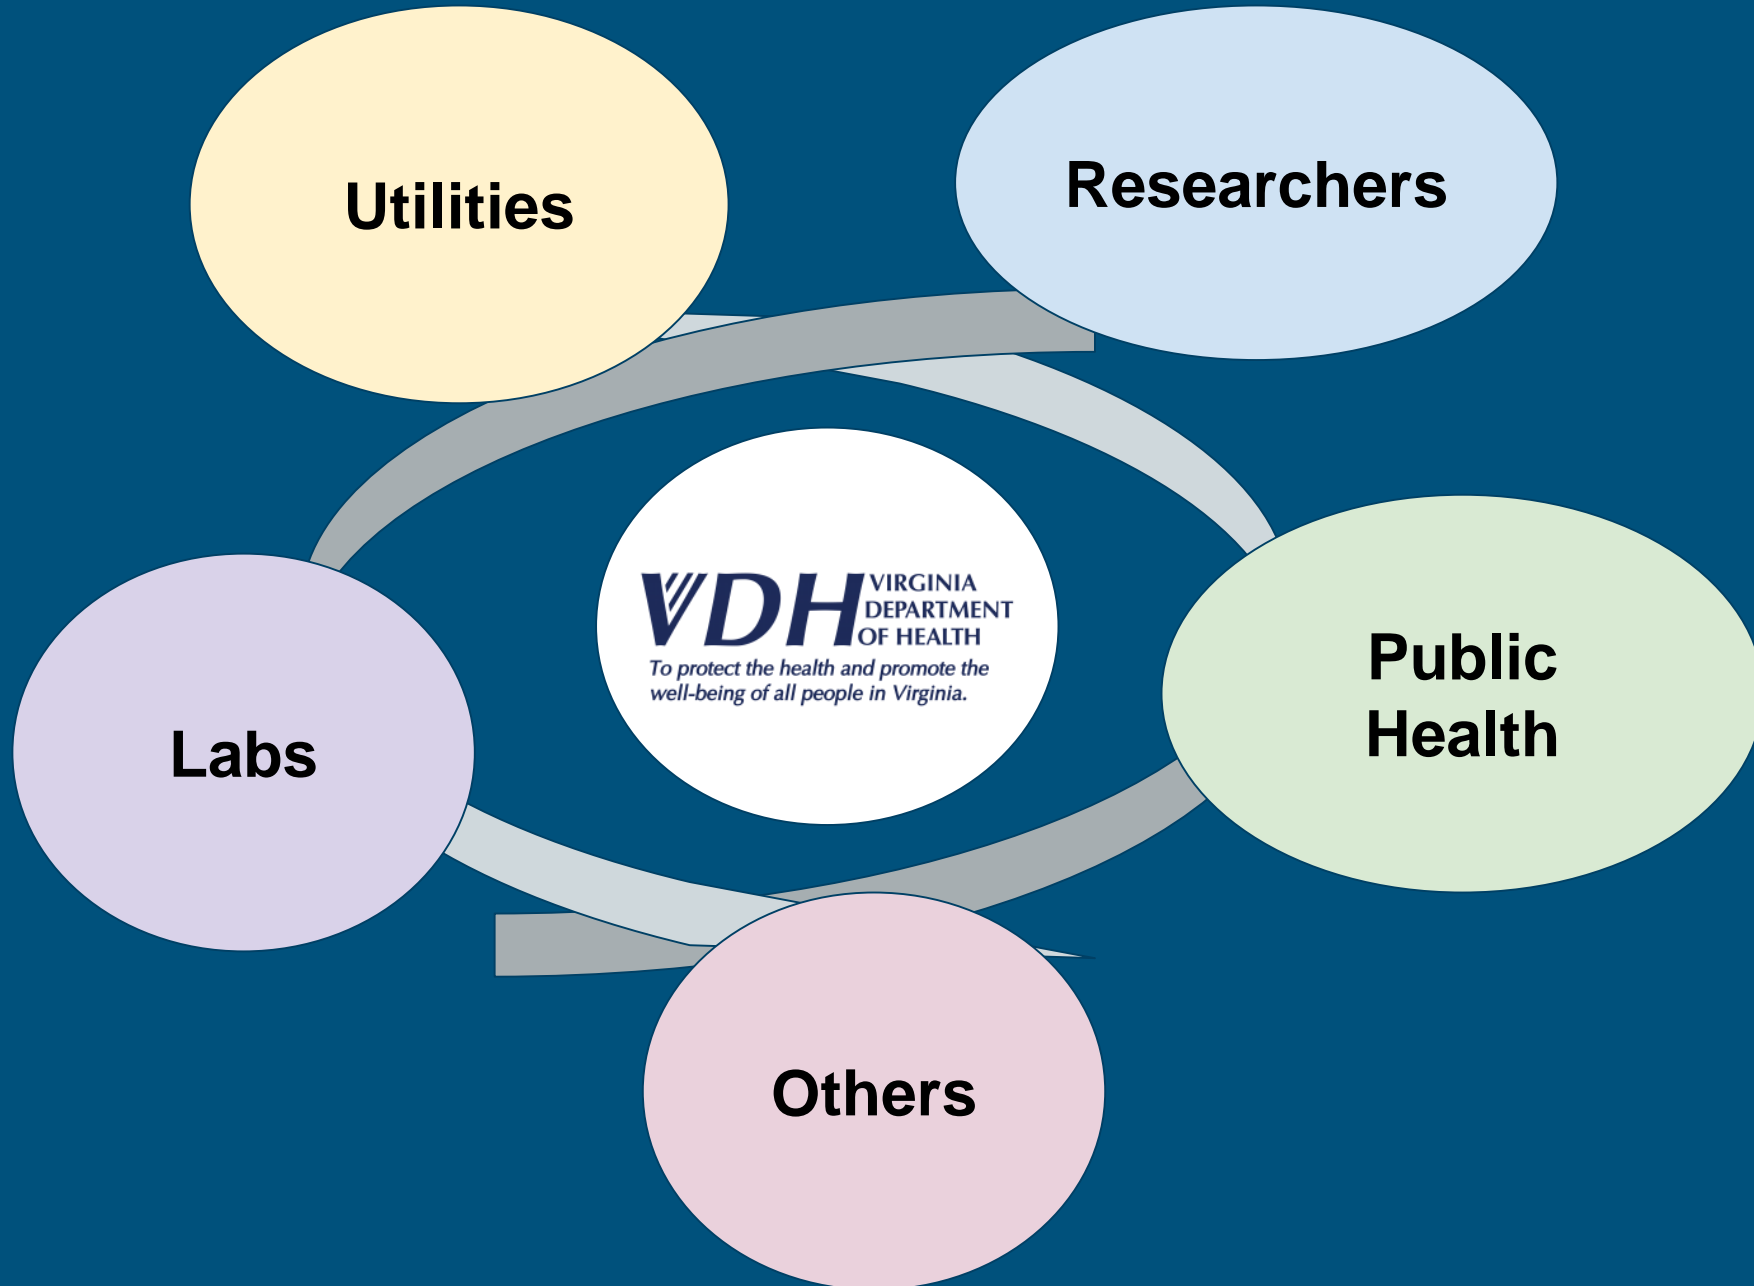 Utilities
Researchers
VDH VIRGINIA
DEPARTMENT
OF HEALTH
To protect the health and promote the
well-being of all people in Virginia.
Public
Health
Labs
Others